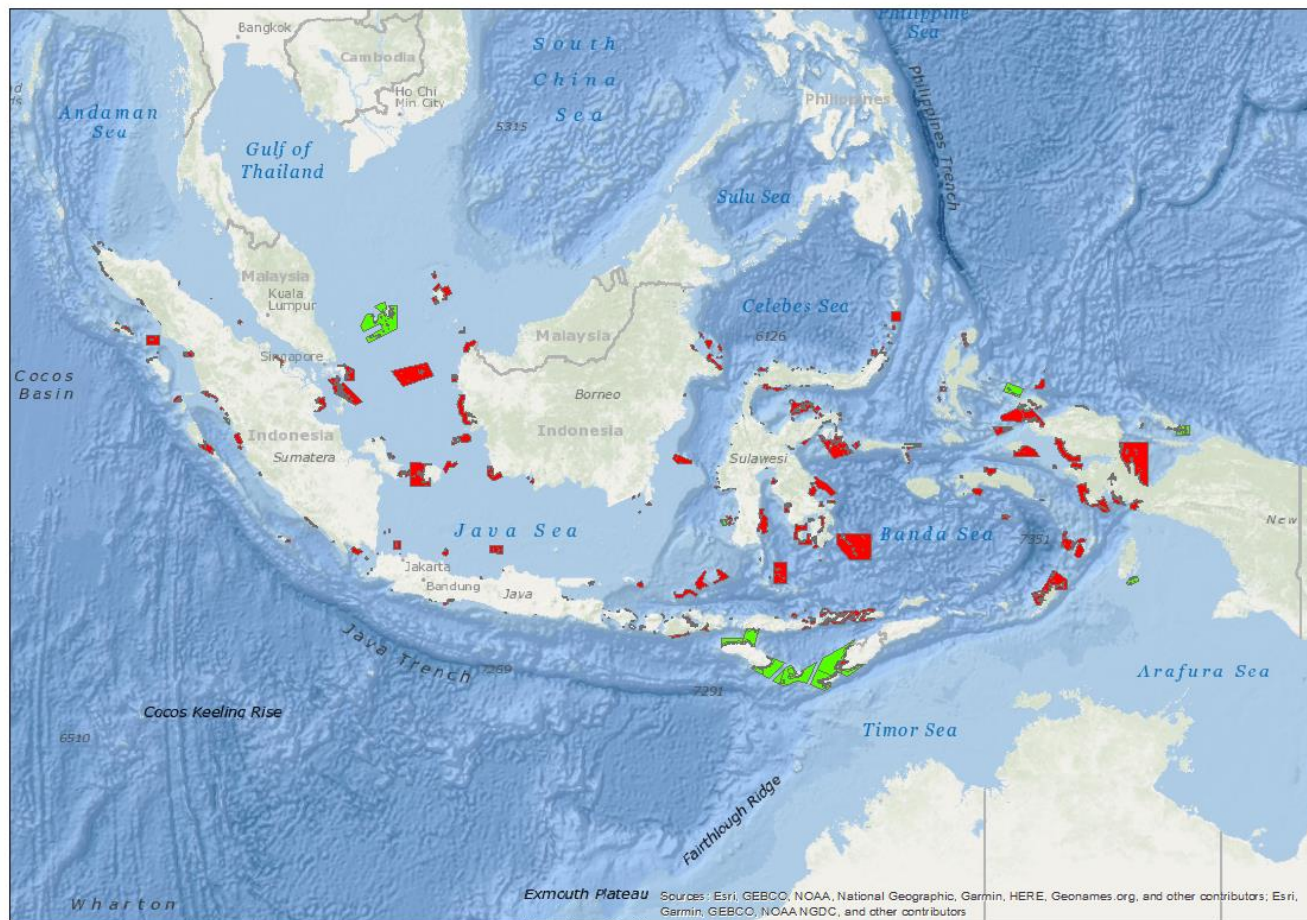 Bangkok
Cambodia
Ho Chi
Min City
South
China
Sea
5315
Philippine
Sea
Philippines Trench
Philippines
Andaman
Sea
Gulf of
Thailand
Sulu Sea
Malaysia
Kuala
Lumpur
Celebes Sea
6126
Malaysia
Singapore
Cocos
Basin
Borneo
Indonesia
Indonesia
Sumatera
Sulawesi
New
Java Sea
Banda Sea
7351
Jakarta
Bandung
Java
Java Trench
7269
7291
Arafura Sea
Cocos Keeling Rise
6510
Timor Sea
Fairthlough Ridge
Exmouth Plateau
Wharton
Sources: Esri, GEBCO, NOAA, National Geographic, Garmin, HERE, Geonames.org, and other contributors; Esri,
Garmin, GEBCO, NOAA NGDC, and other contributors